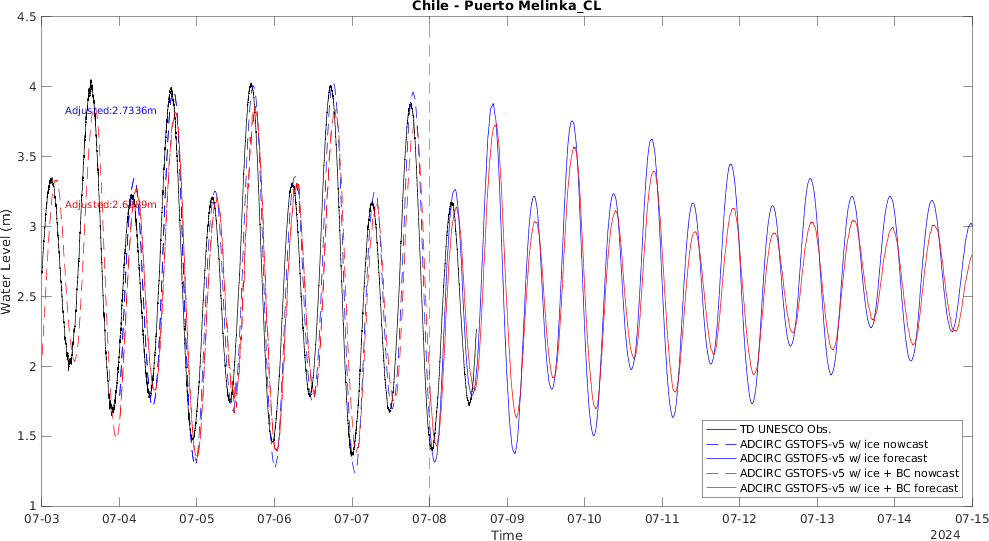 Chile - Puerto Melinka_CL
4.5
4
3.5
3
2.5
2
1.5
1
Water Level (m)
Adjusted:2.7336m
07-03
07-04
07-05
07-06
07-07
07-08
07-09
07-10
07-11
07-12
07-13
07-14
07-15
Time
2024
TD UNESCO Obs.
ADCIRC GSTOFS-v5 w/ ice nowcast
ADCIRC GSTOFS-v5 w/ ice forecast
ADCIRC GSTOFS-v5 w/ ice + BC nowcast
ADCIRC GSTOFS-v5 w/ ice + BC forecast